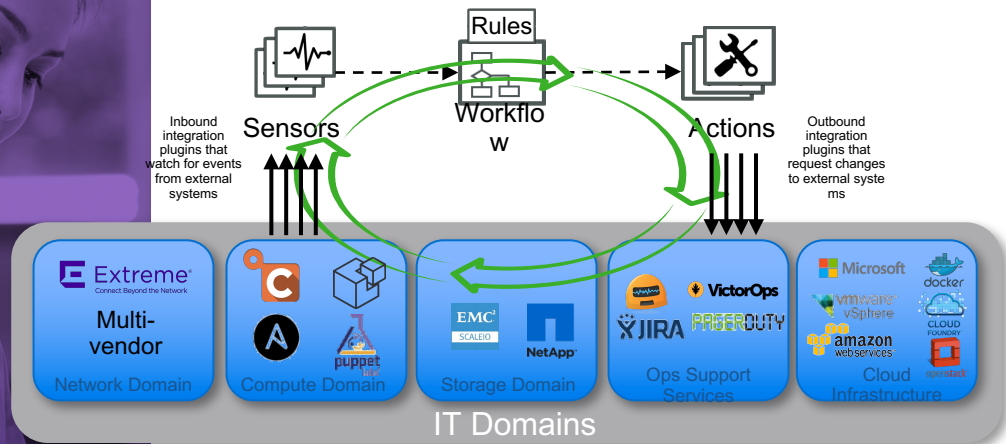 Rules
Workflo
w
Sensors
Actions
Inbound
integration
plugins that
watch for events
from external
systems
Outbound
integration
plugins that
request changes
to external syste
ms
Extreme
Connect Beyond the Network
Multi-
vendor
Network Domain
C
A
puppet
labs
Compute Domain
EMC²
SCALEIO
NetApp
Storage Domain
VictorOps
JIRA
PAGERDUTY
Ops Support
Services
Microsoft
docker
vmware
vSphere
CLOUD
FOUNDRY
amazon
webservices
openstack
Cloud
Infrastructure
IT Domains